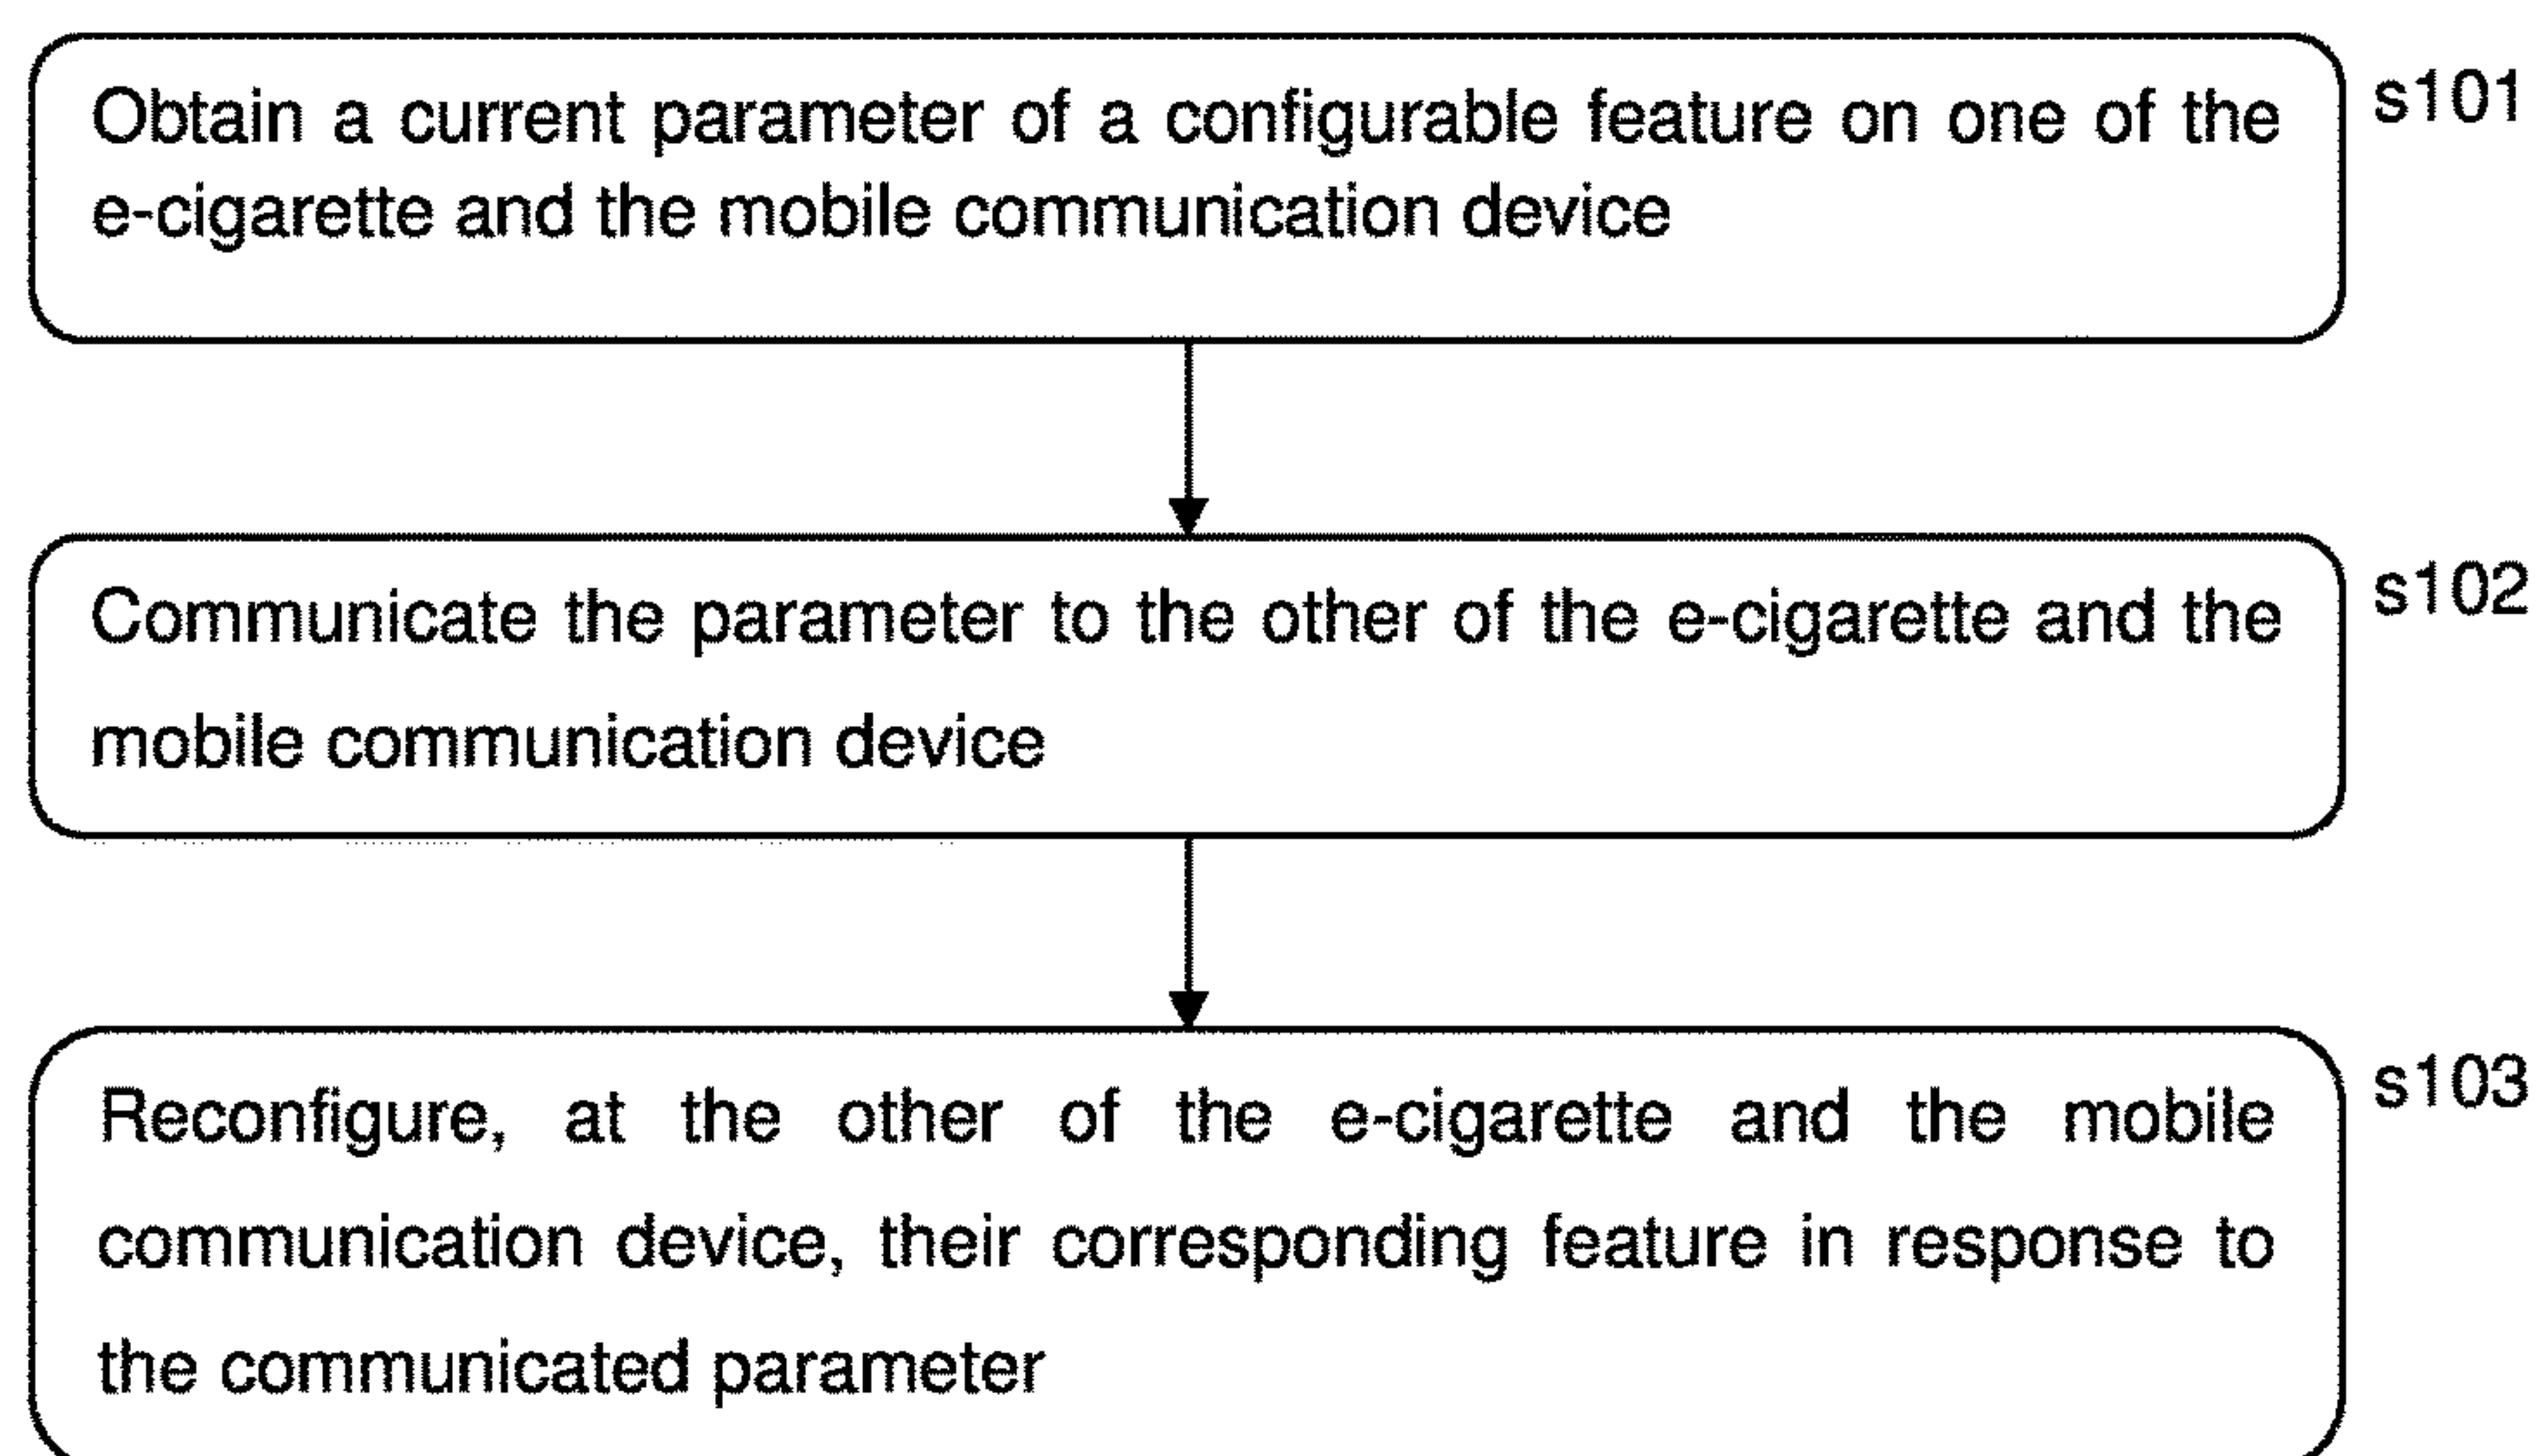 Obtain a current parameter of a configurable feature on one of the
e-cigarette and the mobile communication device
s101
Communicate the parameter to the other of the e-cigarette and the
mobile communication device
s102
Reconfigure, at the other of the e-cigarette and the mobile
communication device, their corresponding feature in response to
the communicated parameter
s103